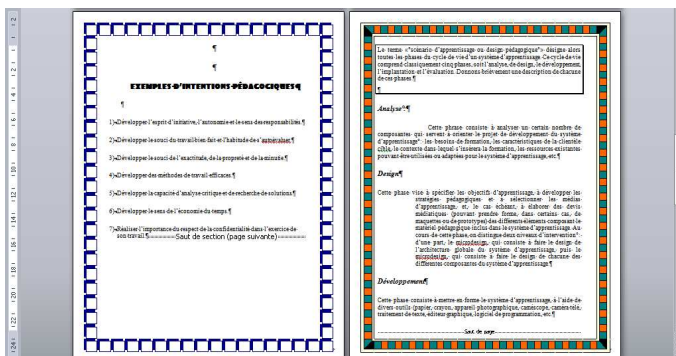 EXEMPLES D'INTENTIONS PÉDAGOGIQUES¶
¶
1) Développer l'esprit d'initiative, l'autonomie et le sens des responsabilités.¶
2) Développer le souci du travail bien fait et l'habitude de s'autoévaluer.¶
3) Développer le souci de l'exactitude, de la propreté et de la minutie.¶
4) Développer des méthodes de travail efficaces.¶
5) Développer la capacité d'analyse critique et de recherche de solutions.¶
6) Développer le sens de l'économie du temps.¶
7) Réaliser l'importance du respect de la confidentialité dans l'exercice de
son travail.¶ Saut de section (page suivante)
Le terme «°scénario d'apprentissage ou design pédagogique°» désigne alors
toutes les phases du cycle de vie d'un système d'apprentissage. Ce cycle de vie
comprend classiquement cinq phases, soit l'analyse, de design, le développement,
l'implantation et l'évaluation. Donnons brièvement une description de chacune
de ces phases.¶
¶
Analyse°:¶
Cette phase consiste à analyser un certain nombre de
composantes qui servent à orienter le projet de développement du système
d'apprentissage°: les besoins de formation, les caractéristiques de la clientèle
cible, le contexte dans lequel s'insérera la formation, les ressources existantes
pouvant être utilisées ou adaptées pour le système d'apprentissage, etc.¶
Design¶
Cette phase vise à spécifier les objectifs d'apprentissage, à développer les
stratégies pédagogiques et à sélectionner les médias
d'apprentissage, et, le cas échéant, à élaborer des devis
médiatiques (pouvant prendre forme, dans certains cas, de
maquettes ou de prototypes) des différents éléments composant le
matériel pédagogique inclus dans le système d'apprentissage. Au
cours de cette phase, on distingue deux niveaux d'intervention°:
d'une part, le microdesign, qui consiste à faire le design de
l'architecture globale du système d'apprentissage, puis le
microdesign, qui consiste à faire le design de chacune des
différentes composantes du système d'apprentissage.¶
Développement¶
Cette phase consiste à mettre en forme le système d'apprentissage, à l'aide de
divers outils (papier, crayon, appareil photographique, caméscope, caméra télé,
traitement de texte, éditeur graphique, logiciel de programmation, etc.¶
Saut de page